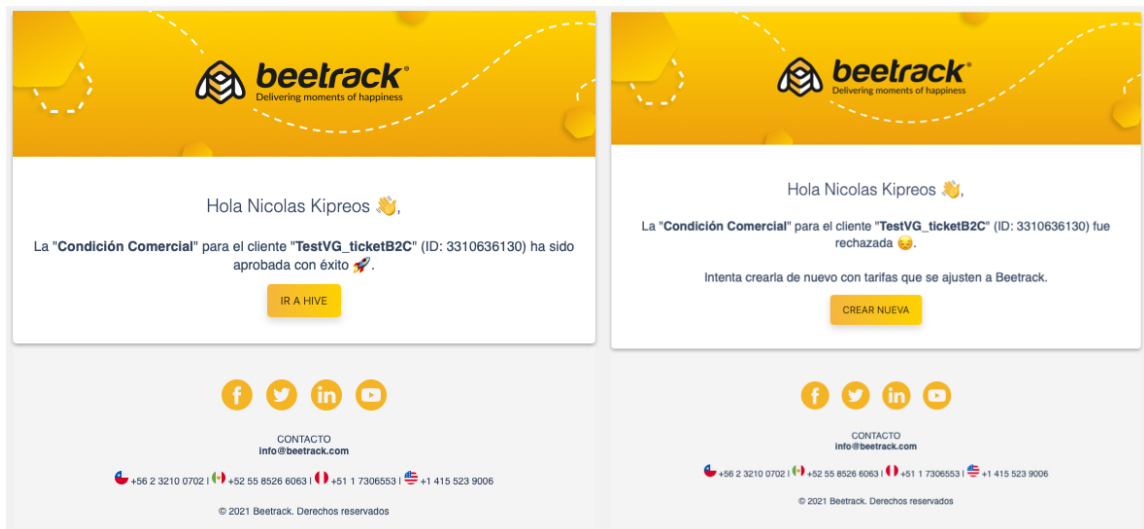 beetrack®
Delivering moments of happiness
Hola Nicolas Kipreos 👋,
La "Condición Comercial" para el cliente "TestVG_ticketB2C" (ID: 3310636130) ha sido
aprobada con éxito 🚀.
IR A HIVE
CONTACTO
info@beetrack.com
+56 2 3210 0702 | +52 55 8526 6063 | +51 1 7306553 | +1 415 523 9006
© 2021 Beetrack. Derechos reservados
beetrack®
Delivering moments of happiness
Hola Nicolas Kipreos 👋,
La "Condición Comercial" para el cliente "TestVG_ticketB2C" (ID: 3310636130) fue
rechazada 😔.
Intenta crearla de nuevo con tarifas que se ajusten a Beetrack.
CREAR NUEVA
CONTACTO
info@beetrack.com
+56 2 3210 0702 | +52 55 8526 6063 | +51 1 7306553 | +1 415 523 9006
© 2021 Beetrack. Derechos reservados